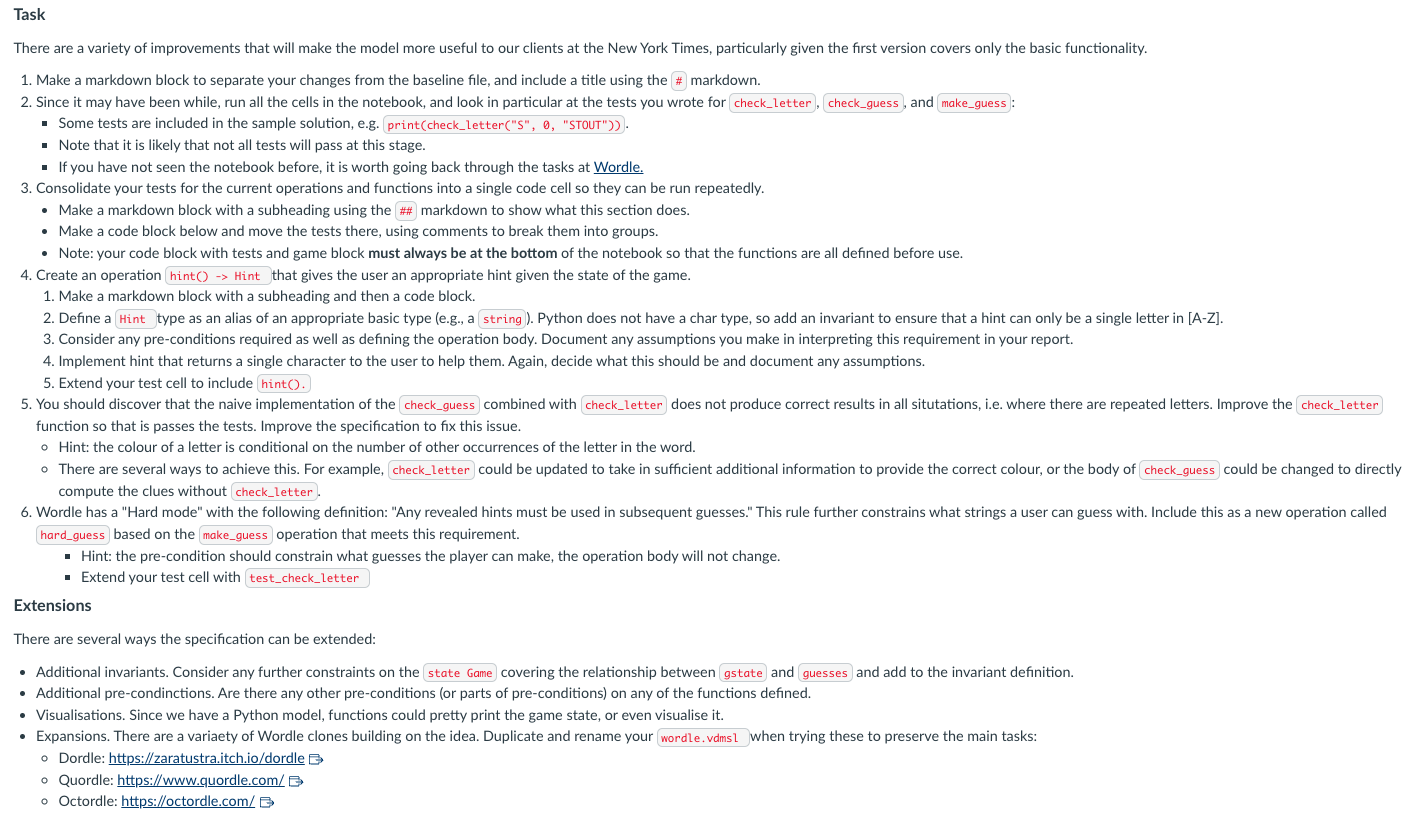 Task
There are a variety of improvements that will make the model more useful to our clients at the New York Times, particularly given the first version covers only the basic functionality.
1. Make a markdown block to separate your changes from the baseline file, and include a title using the # markdown.
2. Since it may have been while, run all the cells in the notebook, and look in particular at the tests you wrote for check_letter, check_guess, and make_guess:
▪ Some tests are included in the sample solution, e.g. print(check_letter("S", 0, "STOUT")).
▪ Note that it is likely that not all tests will pass at this stage.
▪ If you have not seen the notebook before, it is worth going back through the tasks at Wordle.
3. Consolidate your tests for the current operations and functions into a single code cell so they can be run repeatedly.
• Make a markdown block with a subheading using the ## markdown to show what this section does.
• Make a code block below and move the tests there, using comments to break them into groups.
• Note: your code block with tests and game block must always be at the bottom of the notebook so that the functions are all defined before use.
4. Create an operation hint() -> Hint that gives the user an appropriate hint given the state of the game.
1. Make a markdown block with a subheading and then a code block.
2. Define a Hint type as an alias of an appropriate basic type (e.g., a string). Python does not have a char type, so add an invariant to ensure that a hint can only be a single letter in [A-Z].
3. Consider any pre-conditions required as well as defining the operation body. Document any assumptions you make in interpreting this requirement in your report.
4. Implement hint that returns a single character to the user to help them. Again, decide what this should be and document any assumptions.
5. Extend your test cell to include hint().
5. You should discover that the naive implementation of the check_guess combined with check_letter does not produce correct results in all situtations, i.e. where there are repeated letters. Improve the check_letter
function so that is passes the tests. Improve the specification to fix this issue.
◦ Hint: the colour of a letter is conditional on the number of other occurrences of the letter in the word.
◦ There are several ways to achieve this. For example, check_letter could be updated to take in sufficient additional information to provide the correct colour, or the body of check_guess could be changed to directly
compute the clues without check_letter.
6. Wordle has a "Hard mode" with the following definition: "Any revealed hints must be used in subsequent guesses." This rule further constrains what strings a user can guess with. Include this as a new operation called
hard_guess based on the make_guess operation that meets this requirement.
▪ Hint: the pre-condition should constrain what guesses the player can make, the operation body will not change.
▪ Extend your test cell with test_check_letter
Extensions
There are several ways the specification can be extended:
• Additional invariants. Consider any further constraints on the state Game covering the relationship between gstate and guesses and add to the invariant definition.
• Additional pre-condinctions. Are there any other pre-conditions (or parts of pre-conditions) on any of the functions defined.
• Visualisations. Since we have a Python model, functions could pretty print the game state, or even visualise it.
• Expansions. There are a variaety of Wordle clones building on the idea. Duplicate and rename your wordle.vdmsl when trying these to preserve the main tasks:
◦ Dordle: https://zaratustra.itch.io/dordle
◦ Quordle: https://www.quordle.com/
◦ Octordle: https://octordle.com/